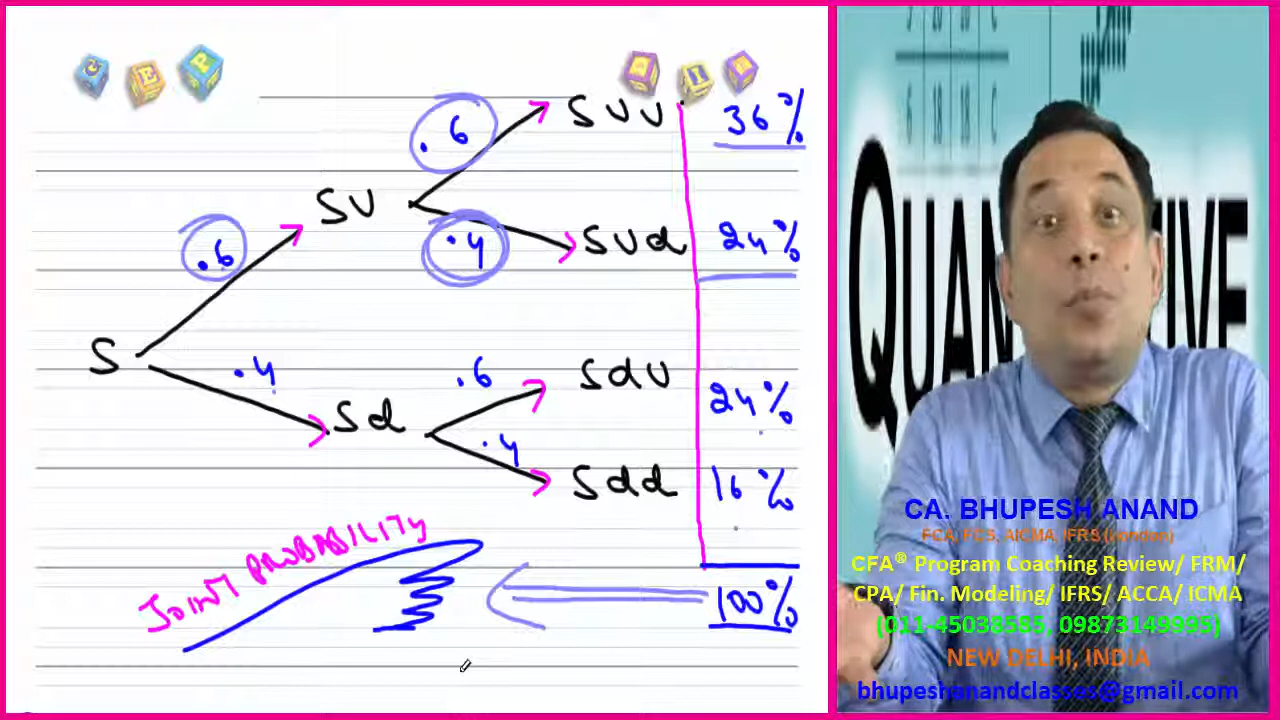 C E P
A I
.6
SUU
36%
SU
.6
.4
SUd
24%
S
.4
.6
SdU
24%
Sd
.4
Sdd
16%
JOINT PROBABILITY
100%
QUAN
IVE
CA. BHUPESH ANAND
FCA, FCS, AICMA, IFRS (London)
CFA® Program Coaching Review/ FRM/
CPA/ Fin. Modeling/ IFRS/ ACCA/ ICMA
(011-45038585, 09873149995)
NEW DELHI, INDIA
bhupeshanandclasses@gmail.com